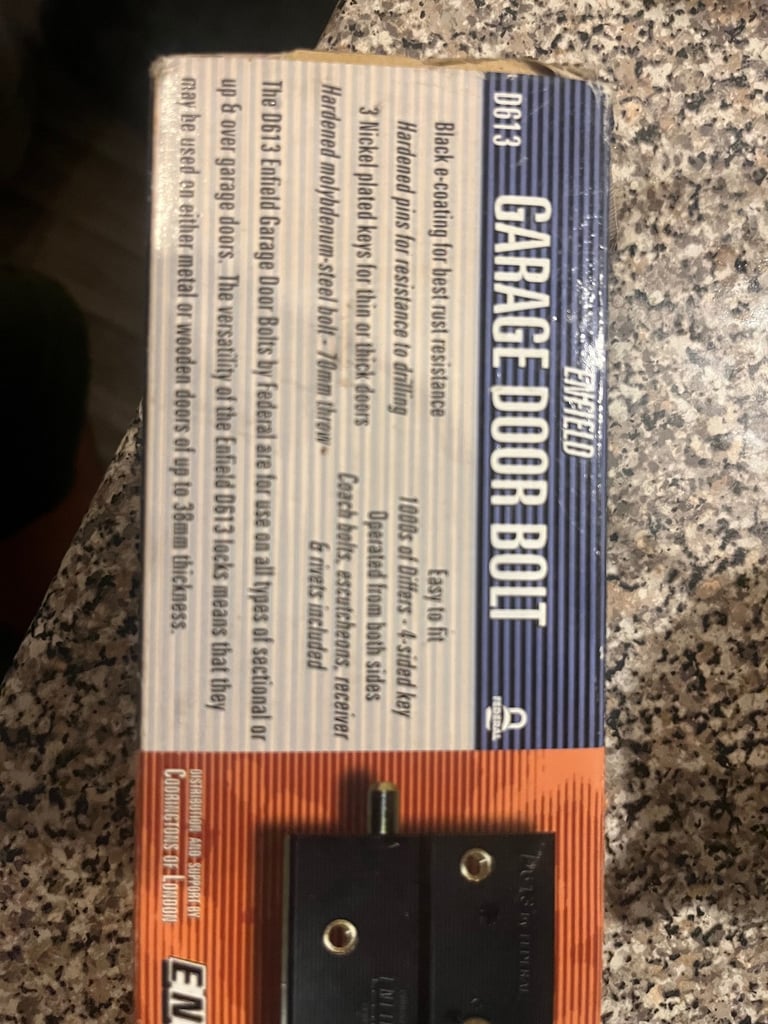 ENFIELD
D613 GARAGE DOOR BOLT
FEDERAL
Black e-coating for best rust resistance
Hardened pins for resistance to drilling
3 Nickel plated keys for thin or thick doors
Hardened molybdenum-steel bolt - 70mm throw -
Easy to fit
1000s of Differs - 4-sided key
Operated from both sides
Coach bolts, escutcheons, receiver
& rivets included
The D613 Enfield Garage Door Bolts by Federal are for use on all types of sectional or
up & over garage doors. The versatility of the Enfield D613 locks means that they
may be used on either metal or wooden doors of up to 38mm thickness.
DISTRIBUTION AND SUPPORT BY
CODRINGTONS OF LONDON
EN